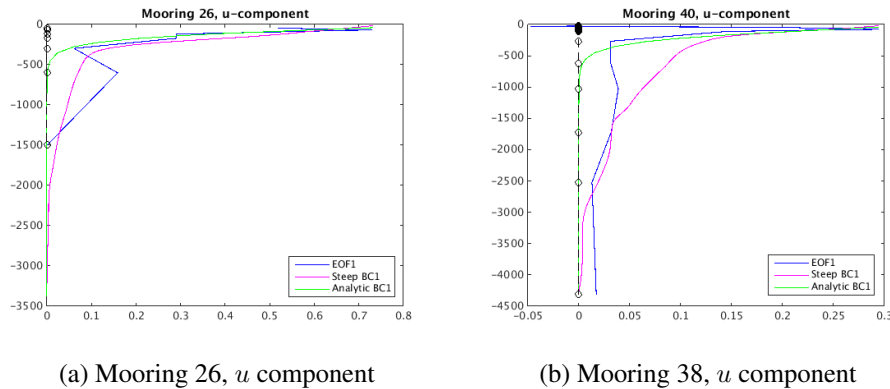 Mooring 26, u-component
0
-500
-1000
-1500
-2000
-2500
-3000
-3500
0 0.1 0.2 0.3 0.4 0.5 0.6 0.7 0.8
EOF1
Steep BC1
Analytic BC1
(a) Mooring 26, u component
Mooring 40, u-component
0
-500
-1000
-1500
-2000
-2500
-3000
-3500
-4000
-4500
-0.05 0 0.05 0.1 0.15 0.2 0.25 0.3
EOF1
Steep BC1
Analytic BC1
(b) Mooring 38, u component